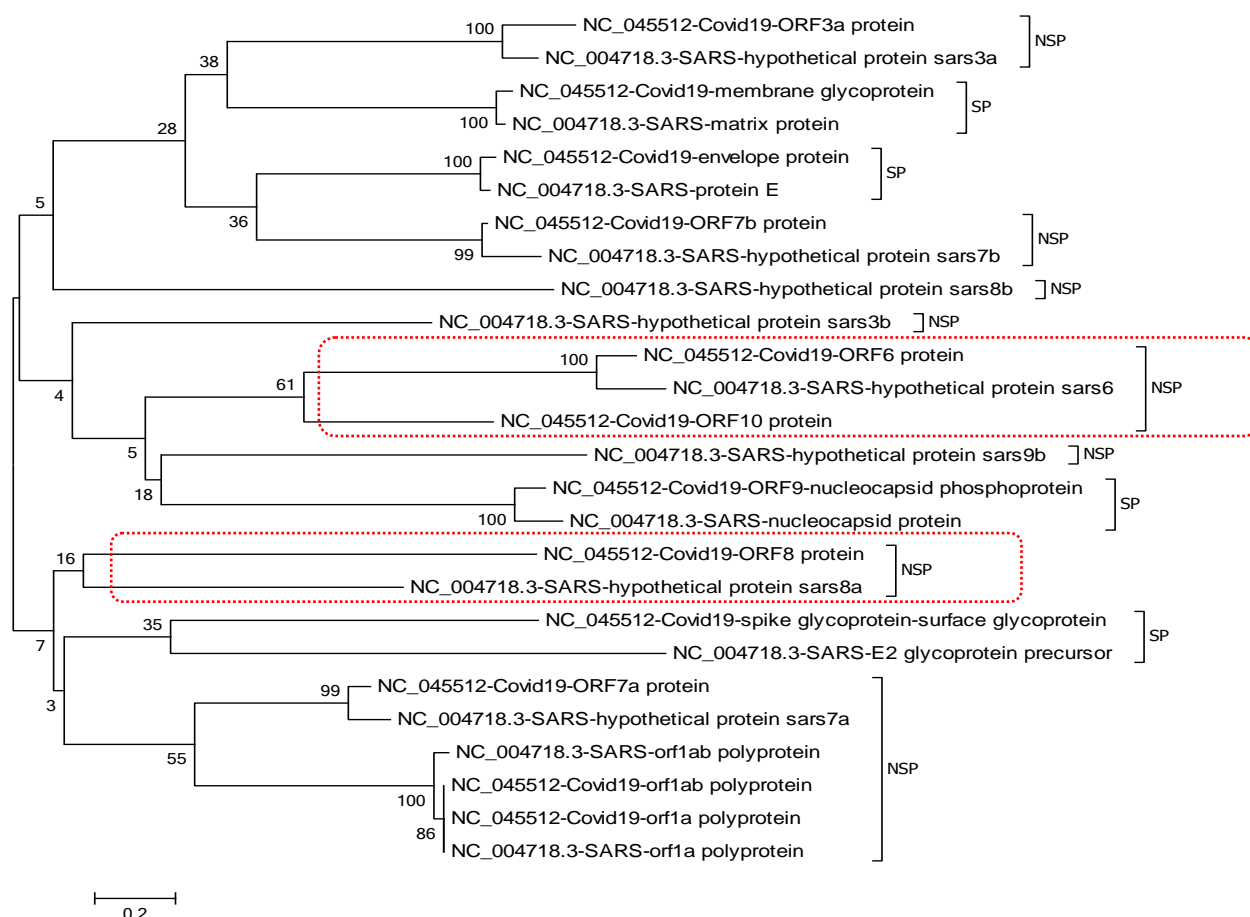 100
NC_045512-Covid19-ORF3a protein
NC_004718.3-SARS-hypothetical protein sars3a
NSP
38
NC_045512-Covid19-membrane glycoprotein
100
NC_004718.3-SARS-matrix protein
SP
28
100
NC_045512-Covid19-envelope protein
NC_004718.3-SARS-protein E
SP
5
36
NC_045512-Covid19-ORF7b protein
99
NC_004718.3-SARS-hypothetical protein sars7b
NSP
NC_004718.3-SARS-hypothetical protein sars8b
NSP
NC_004718.3-SARS-hypothetical protein sars3b
NSP
4
61
100
NC_045512-Covid19-ORF6 protein
NC_004718.3-SARS-hypothetical protein sars6
NC_045512-Covid19-ORF10 protein
NSP
5
NC_004718.3-SARS-hypothetical protein sars9b
NSP
18
NC_045512-Covid19-ORF9-nucleocapsid phosphoprotein
100
NC_004718.3-SARS-nucleocapsid protein
SP
16
NC_045512-Covid19-ORF8 protein
NC_004718.3-SARS-hypothetical protein sars8a
NSP
7
35
NC_045512-Covid19-spike glycoprotein-surface glycoprotein
NC_004718.3-SARS-E2 glycoprotein precursor
SP
3
99
NC_045512-Covid19-ORF7a protein
NC_004718.3-SARS-hypothetical protein sars7a
55
NC_004718.3-SARS-orf1ab polyprotein
NC_045512-Covid19-orf1ab polyprotein
100
NC_045512-Covid19-orf1a polyprotein
86
NC_004718.3-SARS-orf1a polyprotein
NSP
0.2